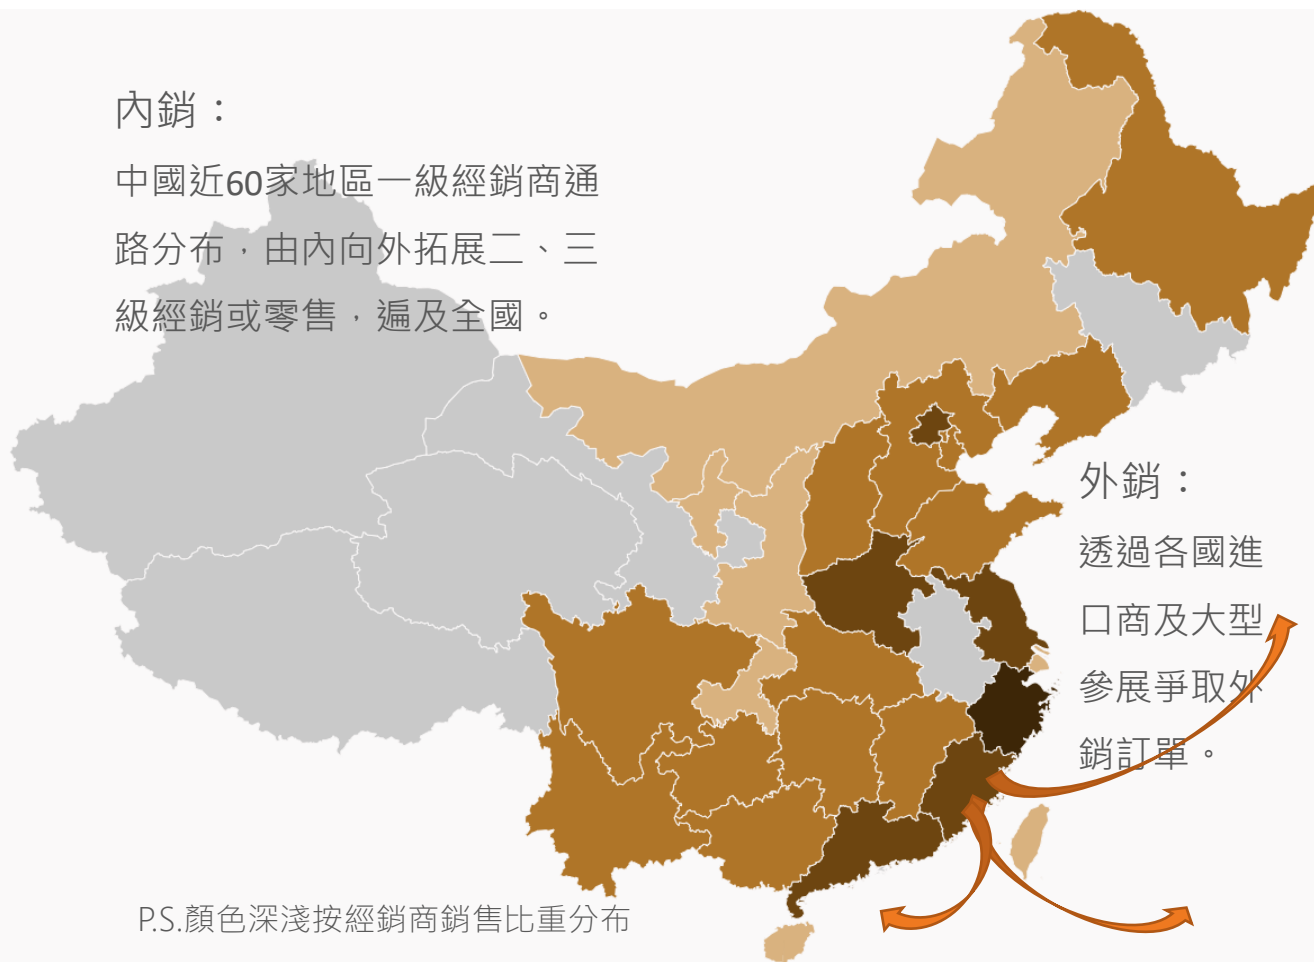 內銷：
中國近60家地區一級經銷商通
路分布，由內向外拓展二、三
級經銷或零售，遍及全國。
外銷：
透過各國進
口商及大型
參展爭取外
銷訂單。
P.S.顏色深淺按經銷商銷售比重分布